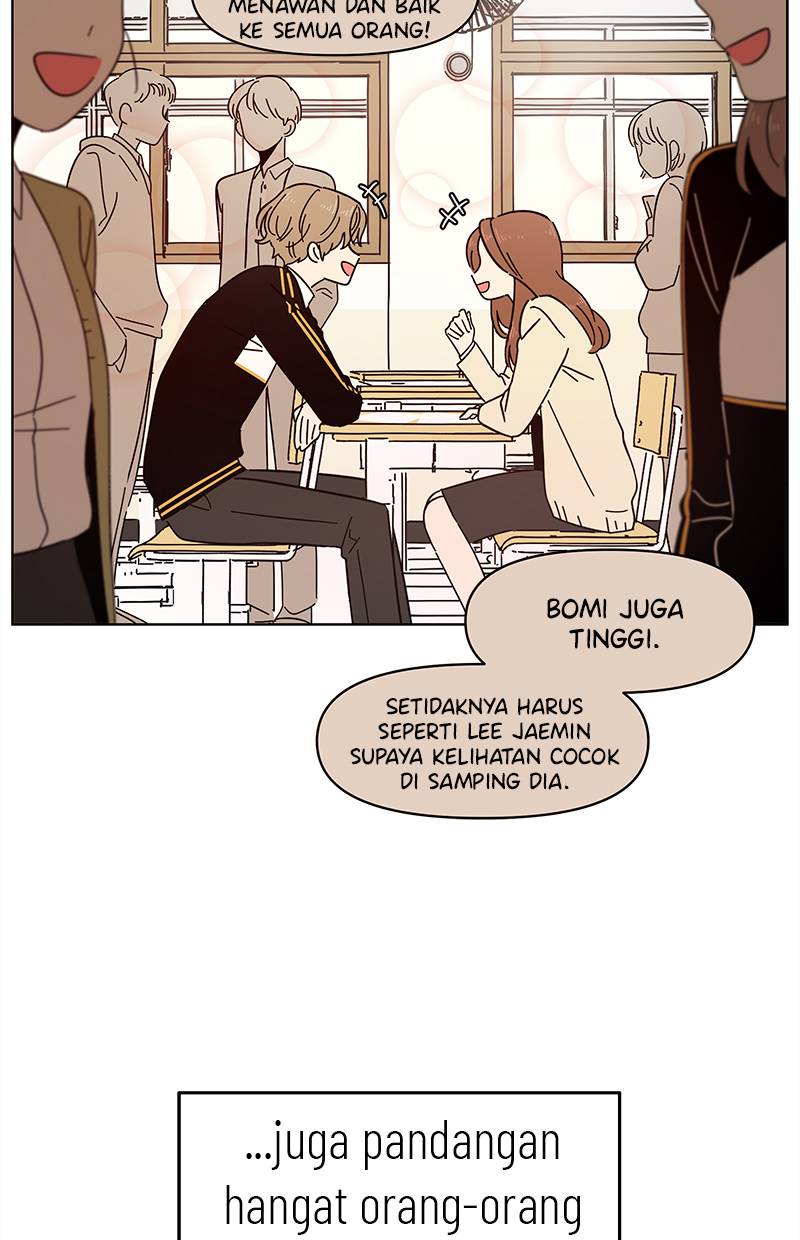 MENAWAN DAN BAIK
KE SEMUA ORANG!
BOMI JUGA
TINGGI.
SETIDAKNYA HARUS
SEPERTI LEE JAEMIN
SUPAYA KELIHATAN COCOK
DI SAMPING DIA.
...juga pandangan
hangat orang-orang